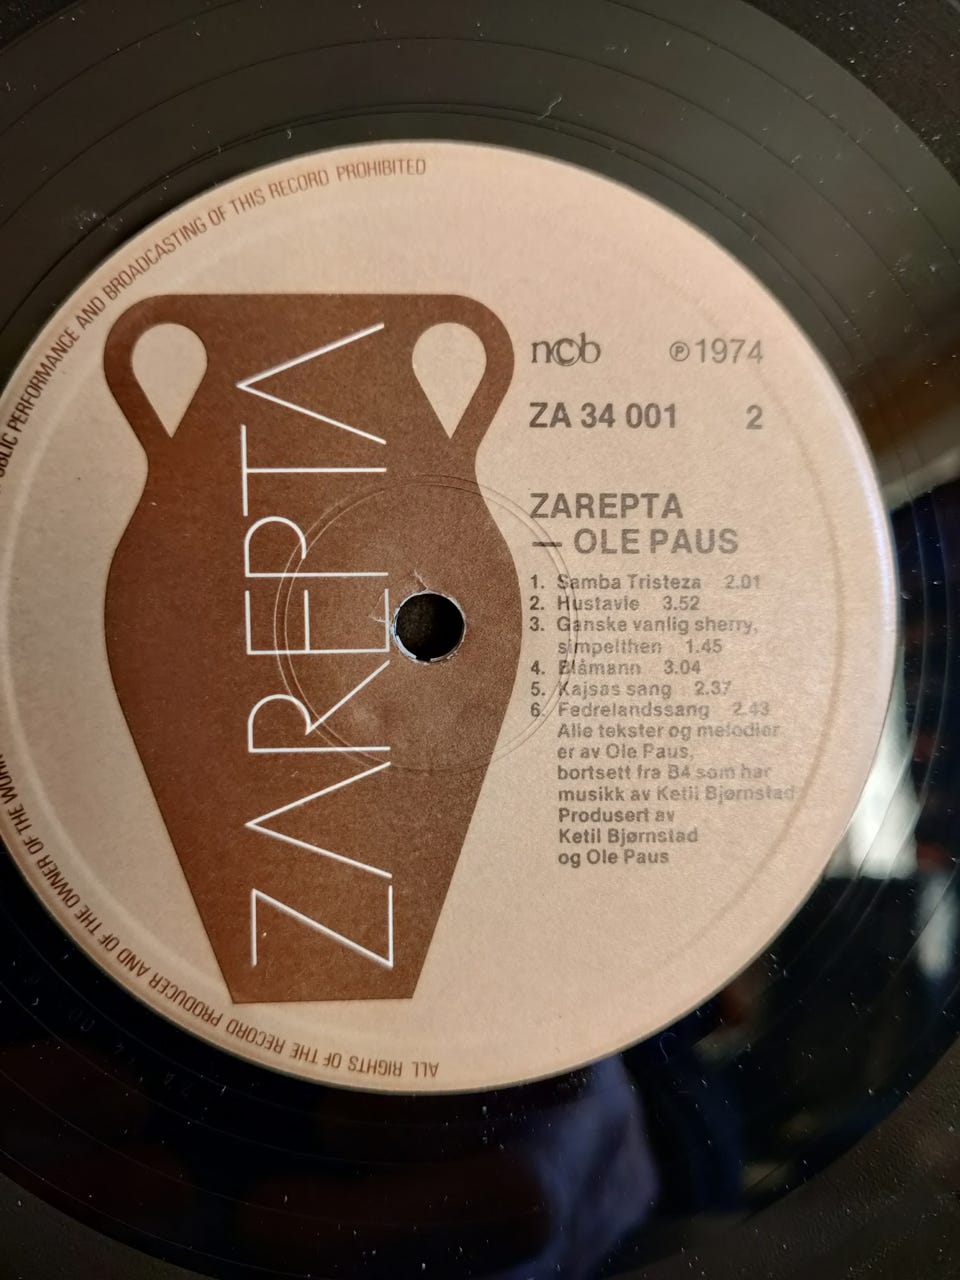 PUBLIC PERFORMANCE AND BROADCASTING OF THIS RECORD PROHIBITED
ZAREPTA
ncb ℗ 1974
ZA 34 001 2
ZAREPTA
— OLE PAUS
1. Samba Tristeza 2.01
2. Hustavle 3.52
3. Ganske vanlig sherry,
simpelthen 1.45
4. Blåmann 3.04
5. Kajsas sang 2.37
6. Fedrelandssang 2.43
Alle tekster og melodier
er av Ole Paus,
bortsett fra B4 som har
musikk av Ketil Bjørnstad
Produsert av
Ketil Bjørnstad
og Ole Paus
ALL RIGHTS OF THE RECORD PRODUCER AND OF THE OWNER OF THE WORK